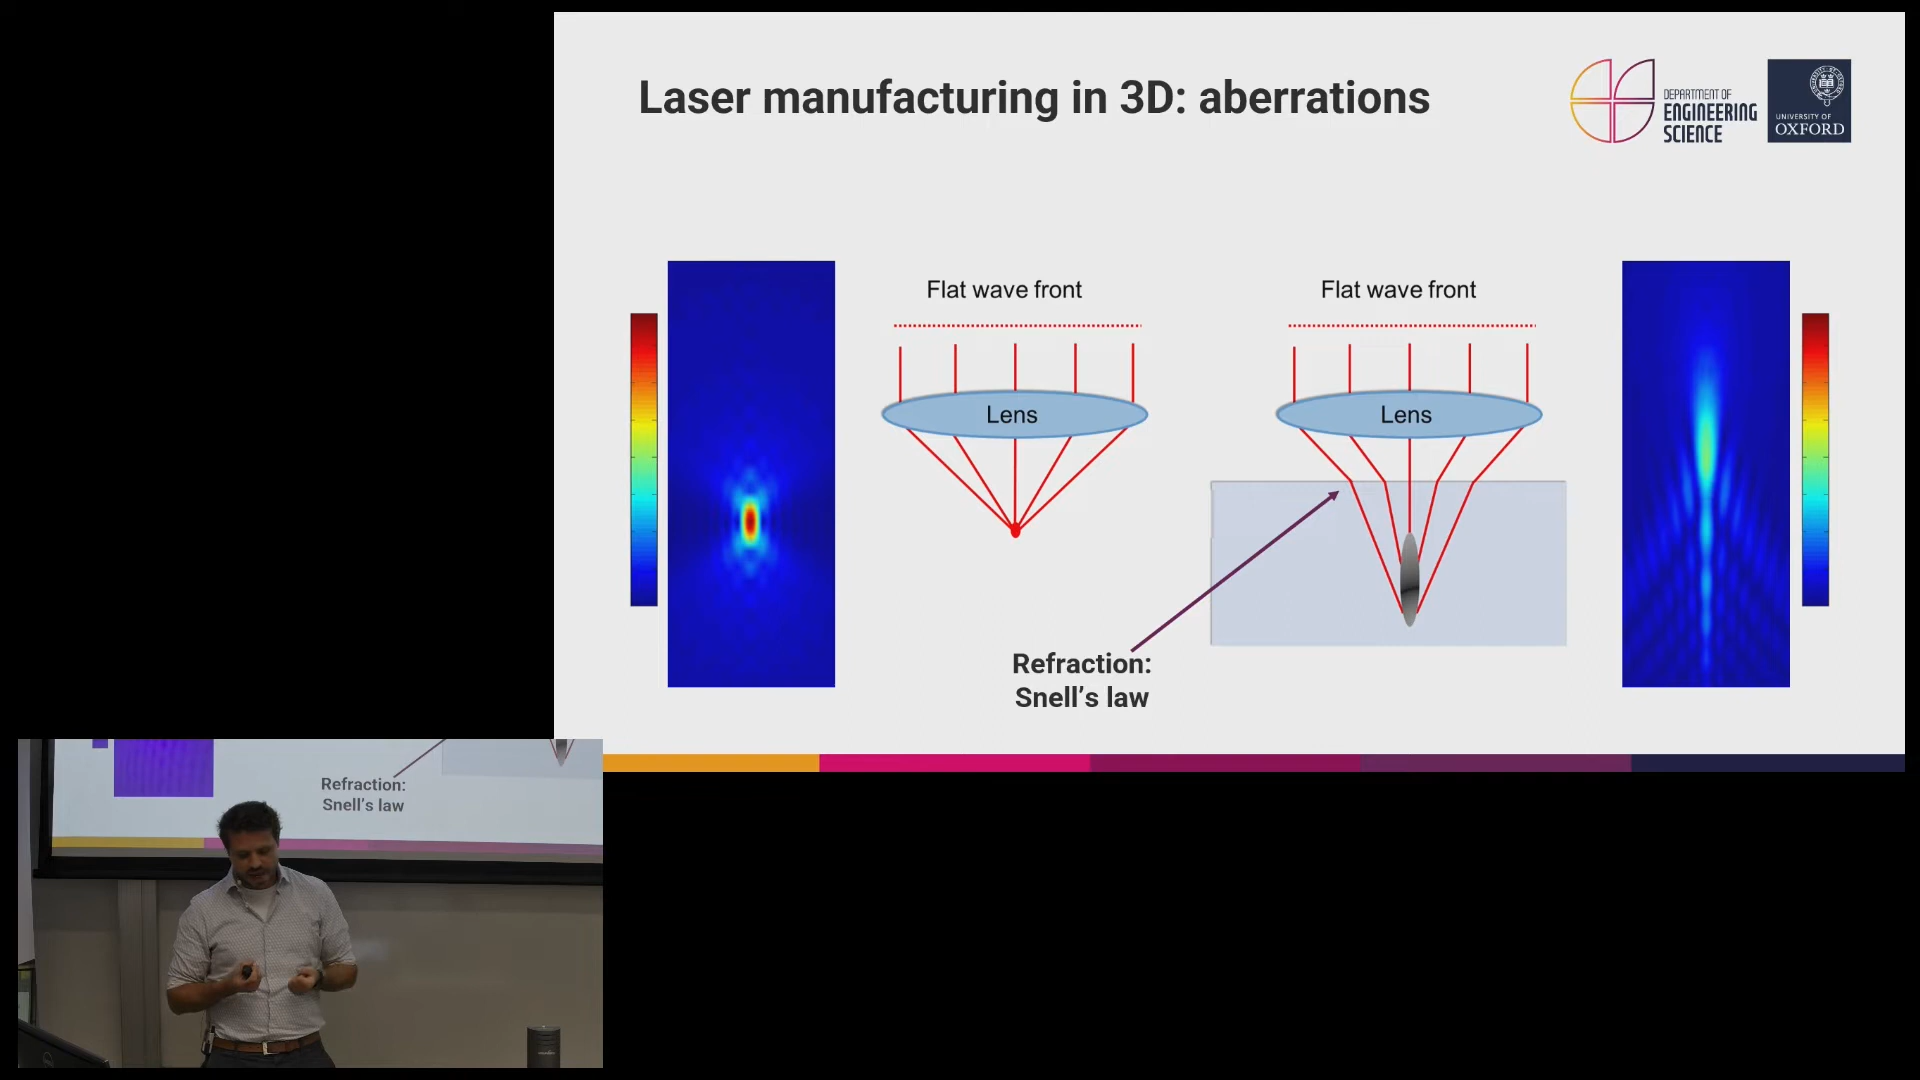 Laser manufacturing in 3D: aberrations
DEPARTMENT OF
ENGINEERING
SCIENCE
UNIVERSITY OF
OXFORD
Flat wave front
Lens
Flat wave front
Lens
Refraction:
Snell’s law
Refraction:
Snell’s law